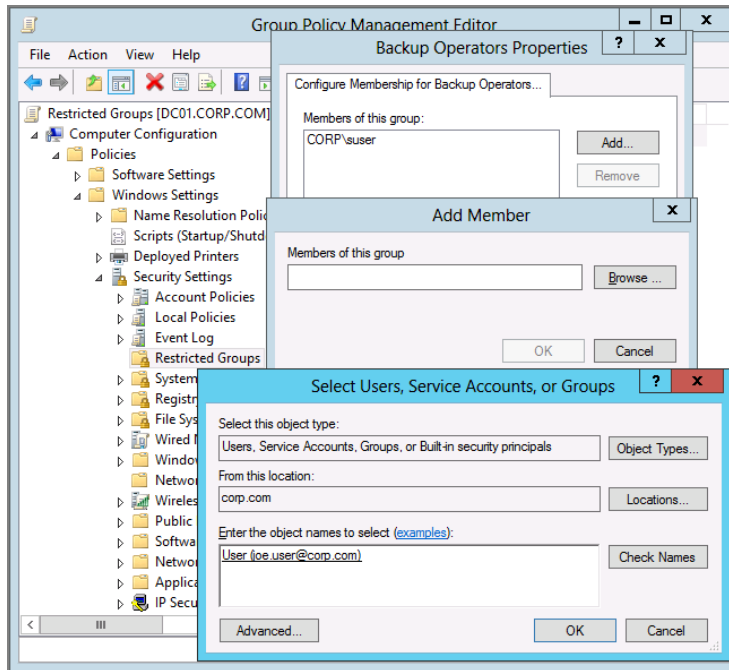 Group Policy Management Editor
File Action View Help
Restricted Groups [DC01.CORP.COM]
Computer Configuration
Policies
Software Settings
Windows Settings
Name Resolution Polic
Scripts (Startup/Shutd
Deployed Printers
Security Settings
Account Policies
Local Policies
Event Log
Restricted Groups
System
Registr
File Sys
Wired N
Windo
Networ
Wireles
Public
Softwa
Networ
Applica
IP Secu
Backup Operators Properties
? x
Configure Membership for Backup Operators...
Members of this group:
CORP\suser
Add...
Remove
Add Member
x
Members of this group
Browse ...
OK Cancel
Select Users, Service Accounts, or Groups
? x
Select this object type:
Users, Service Accounts, Groups, or Built-in security principals
Object Types...
From this location:
corp.com
Locations...
Enter the object names to select (examples):
User (joe.user@corp.com)
Check Names
Advanced...
OK Cancel